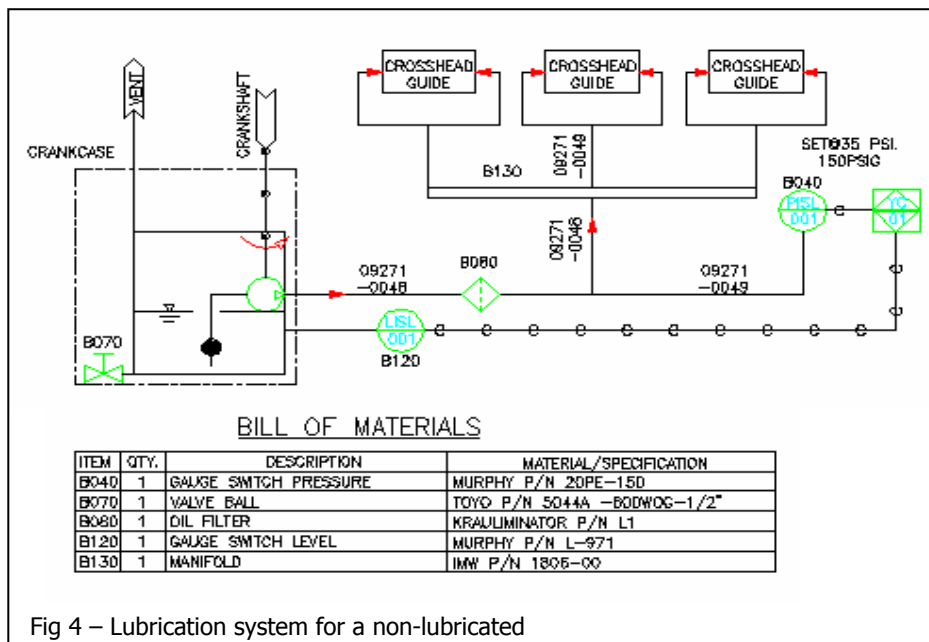 CROSSHEAD
GUIDE
CROSSHEAD
GUIDE
CROSSHEAD
GUIDE
VENT
CRANKSHAFT
CRANKCASE
B130
09271
-0049
SET@35 PSI.
150PSIG
B040
PISL
001
YC
01
09271
-0046
09271
-0048
B080
09271
-0049
C
C
C
C
C
C
C
C
C
C
C
LISL
001
B120
B070
BILL OF MATERIALS
ITEM QTY. DESCRIPTION MATERIAL/SPECIFICATION
B040 1 GAUGE SWITCH PRESSURE MURPHY P/N 20PE-150
B070 1 VALVE BALL TOYO P/N 5044A -600WOG-1/2"
B080 1 OIL FILTER KRALIMINATOR P/N L1
B120 1 GAUGE SWITCH LEVEL MURPHY P/N L-971
B130 1 MANIFOLD IMW P/N
Fig 4 – Lubrication system for a non-lubricated